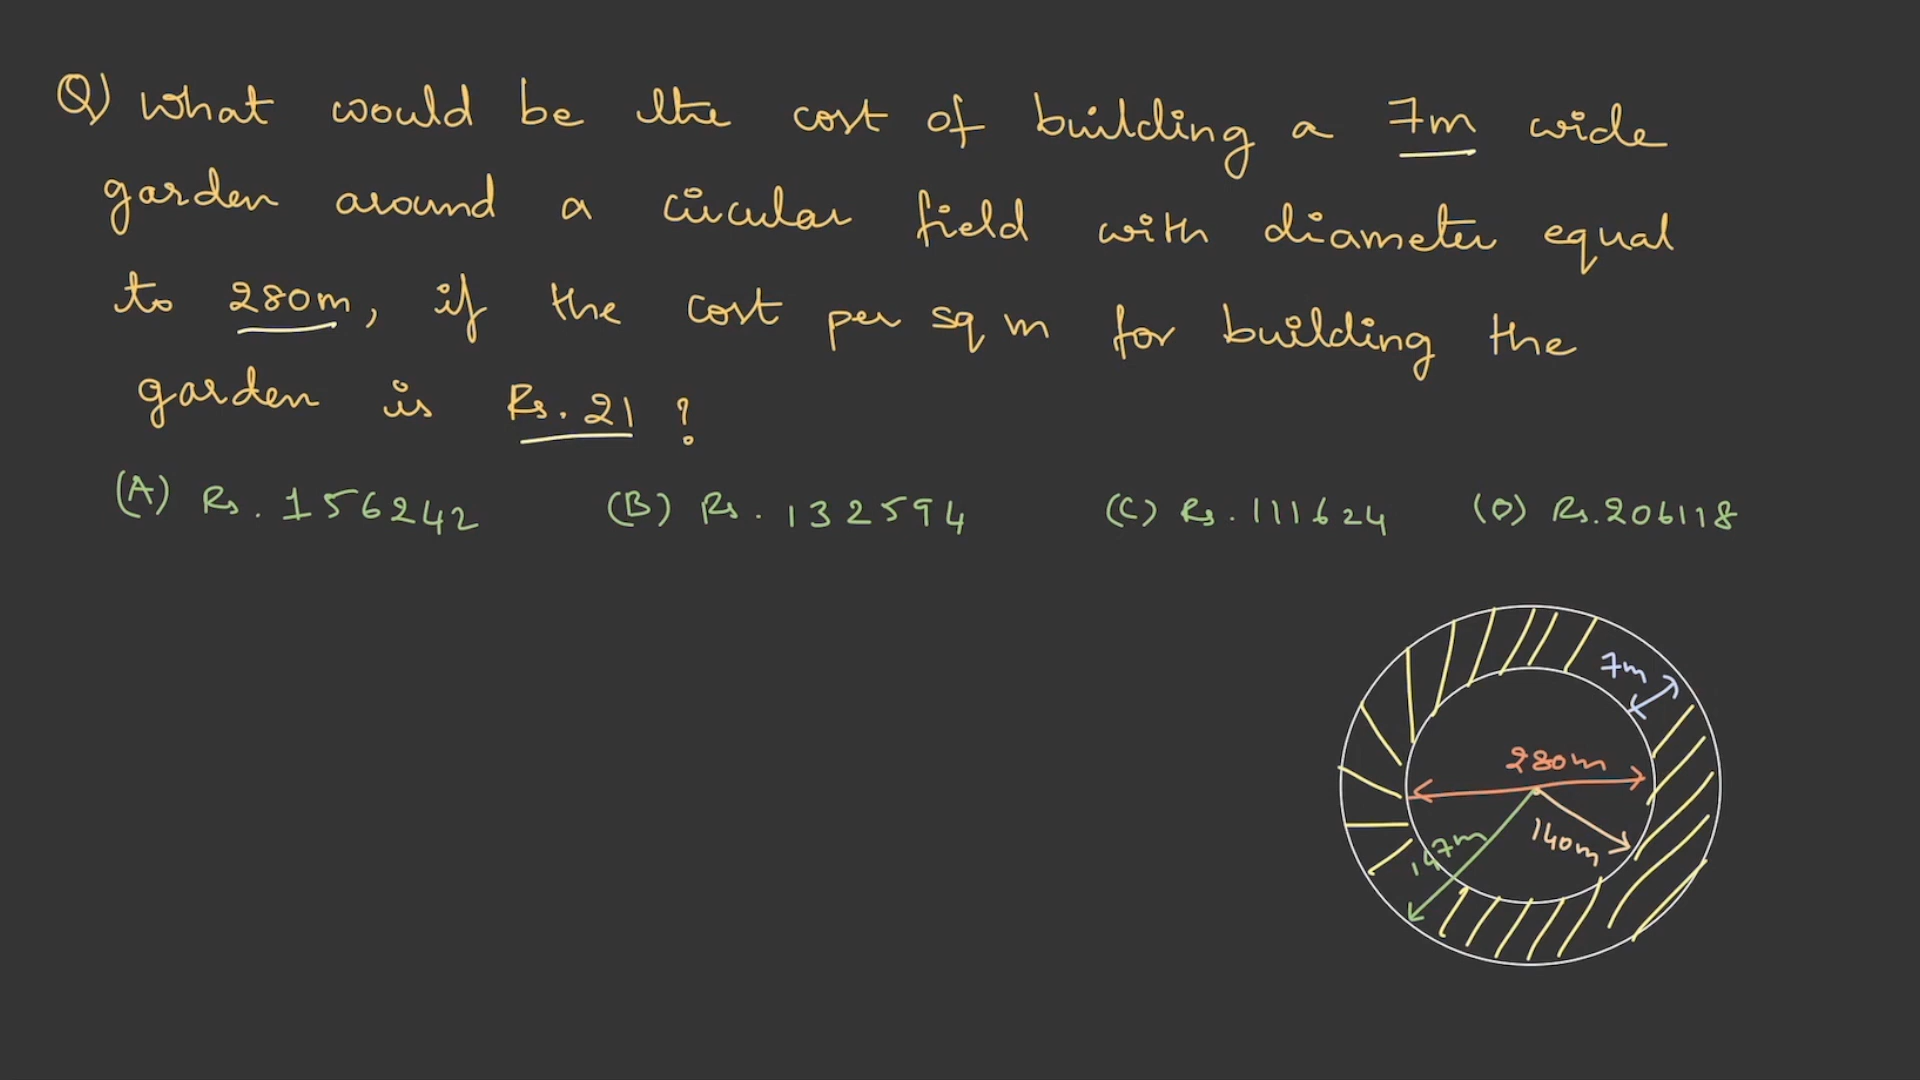 Q) What would be the cost of building a 7m wide
garden around a circular field with diameter equal
to 280m, if the cost per sq m for building the
garden is Rs. 21 ?
(A) Rs. 156242 (B) Rs. 132594 (C) Rs. 111624 (D) Rs. 206118
7m
280m
140m
147m